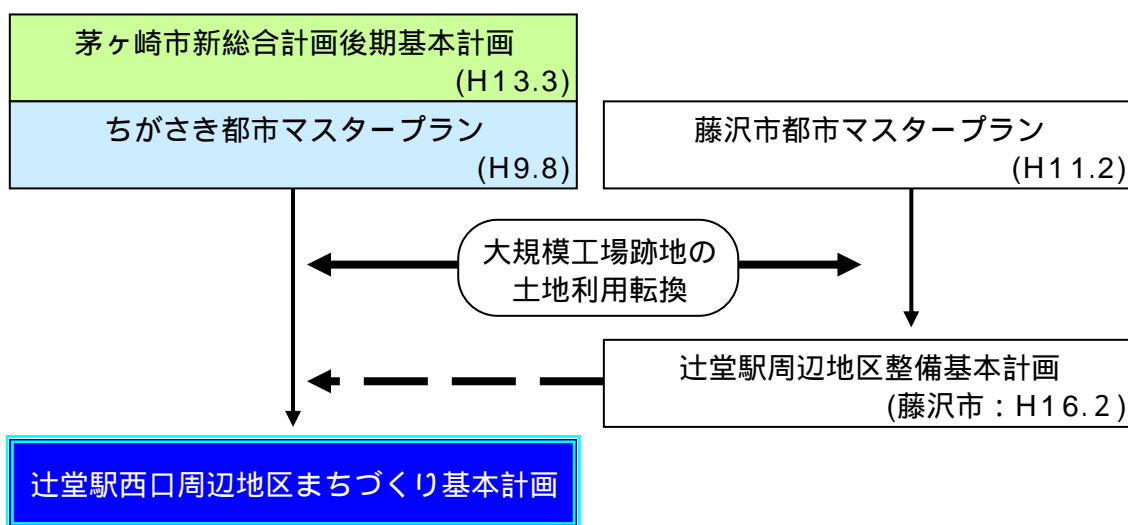 茅ヶ崎市新総合計画後期基本計画
(H13.3)
ちがさき都市マスタープラン
(H9.8)
藤沢市都市マスタープラン
(H11.2)
大規模工場跡地の
土地利用転換
辻堂駅周辺地区整備基本計画
(藤沢市：H16.2)
辻堂駅西口周辺地区まちづくり基本計画